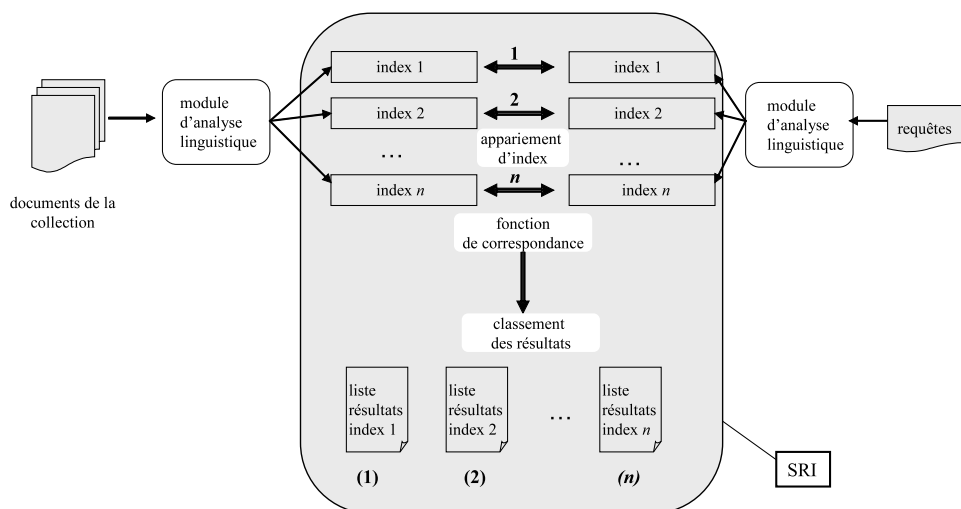 1
index 1
index 1
2
index 2
index 2
module
d'analyse
linguistique
module
d'analyse
linguistique
requêtes
appariement
d'index
...
...
n
index n
index n
documents de la
collection
fonction
de correspondance
classement
des résultats
liste
résultats
index 1
liste
résultats
index 2
...
liste
résultats
index n
(1)
(2)
(n)
SRI